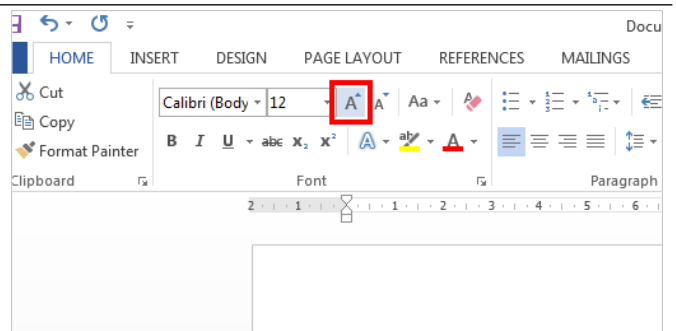 Docu
HOME INSERT DESIGN PAGE LAYOUT REFERENCES MAILINGS
Cut
Calibri (Body 12 A A Aa
Copy
Format Painter
B I U abc x₂ x² A ab A
Clipboard Font Paragraph
2 1 1 2 3 4 5 6